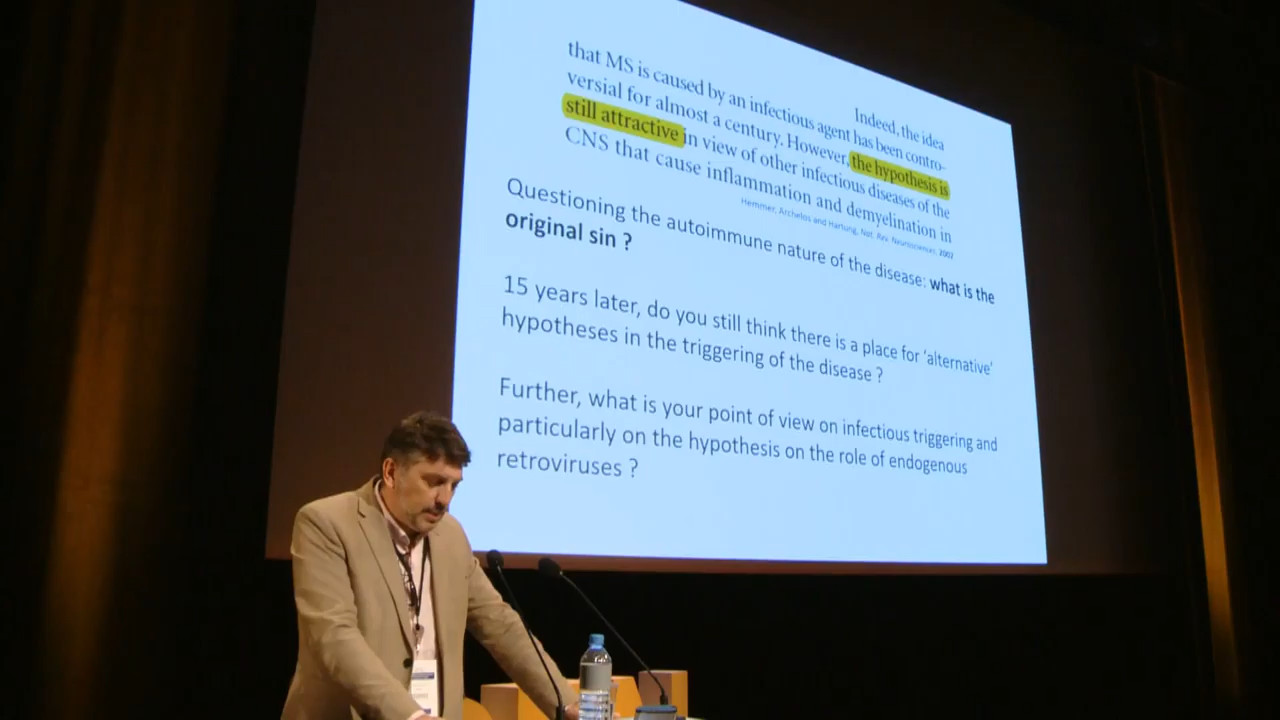 Indeed, the idea
that MS is caused by an infectious agent has been contro-
versial for almost a century. However, the hypothesis is
still attractive in view of other infectious diseases of the
CNS that cause inflammation and demyelination in
Hemmer, Archelos and Hartung, Nat. Rev. Neurosciences, 2002
Questioning the autoimmune nature of the disease: what is the
original sin ?
15 years later, do you still think there is a place for ‘alternative’
hypotheses in the triggering of the disease ?
Further, what is your point of view on infectious triggering and
particularly on the hypothesis on the role of endogenous
retroviruses ?